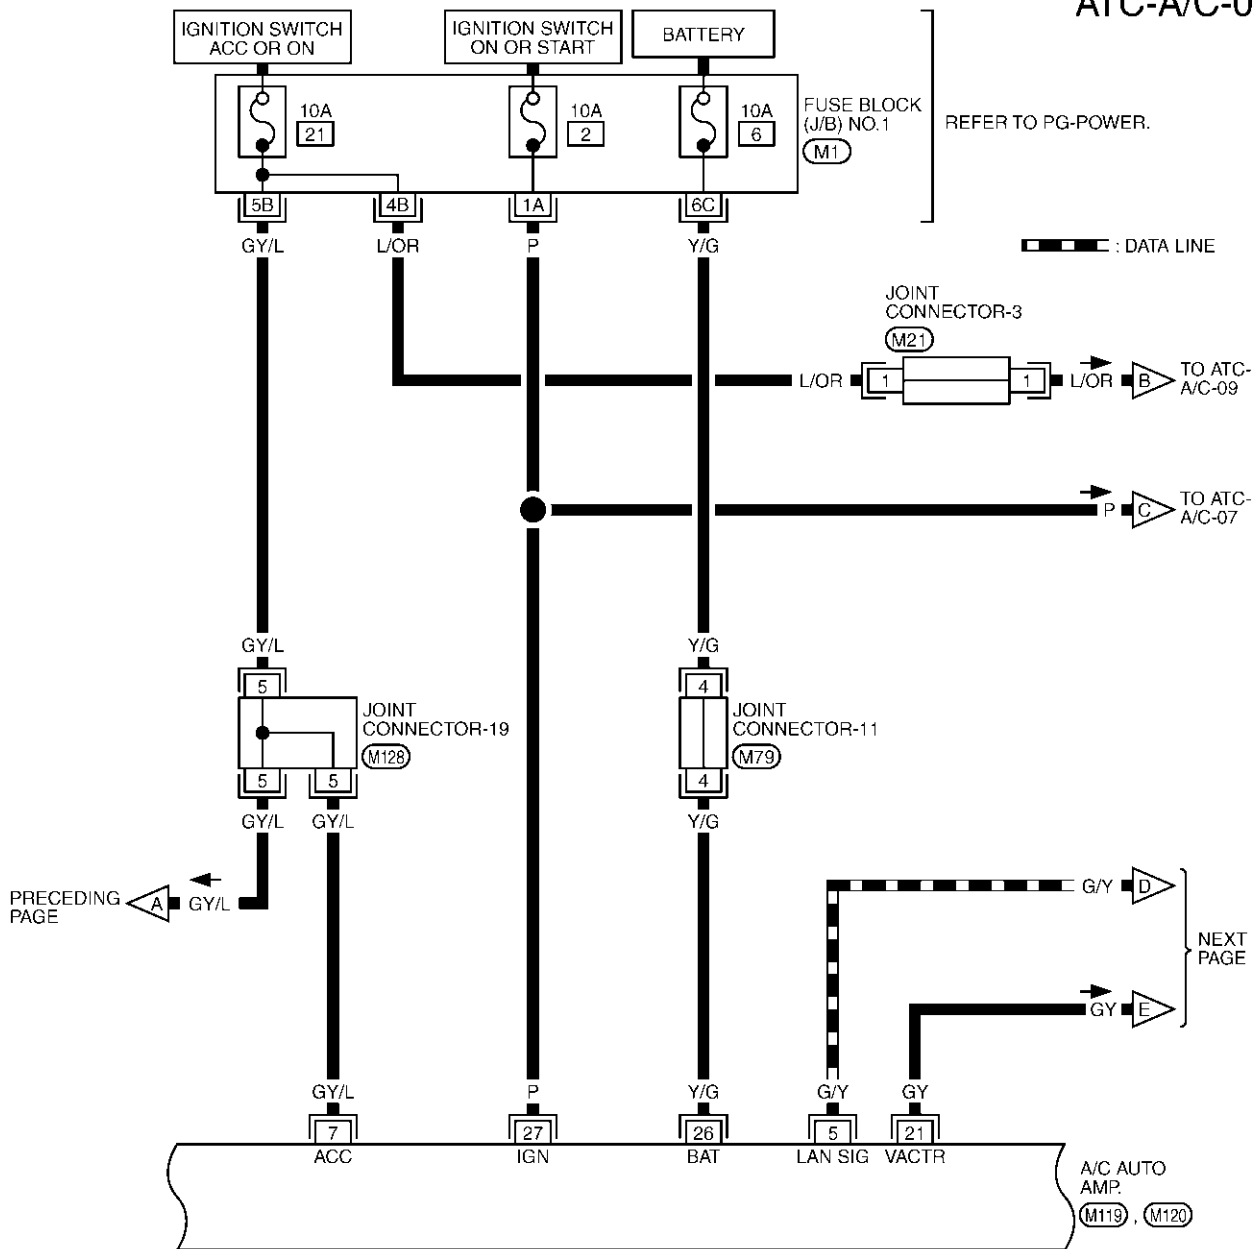 ATC-A/C-0
IGNITION SWITCH
ACC OR ON
IGNITION SWITCH
ON OR START
BATTERY
10A
21
10A
2
10A
6
FUSE BLOCK
(J/B) NO.1
M1
REFER TO PG-POWER.
5B
4B
1A
6C
GY/L
L/OR
P
Y/G
: DATA LINE
JOINT
CONNECTOR-3
M21
L/OR
1
1
L/OR
B
TO ATC-
A/C-09
P
C
TO ATC-
A/C-07
GY/L
Y/G
5
4
JOINT
CONNECTOR-19
M128
JOINT
CONNECTOR-11
M79
5
5
4
GY/L
GY/L
Y/G
PRECEDING
PAGE
A
GY/L
G/Y
D
NEXT
PAGE
GY
E
GY/L
P
Y/G
G/Y
GY
7
27
26
5
21
ACC
IGN
BAT
LAN SIG
VACTR
A/C AUTO
AMP.
M119 , M120